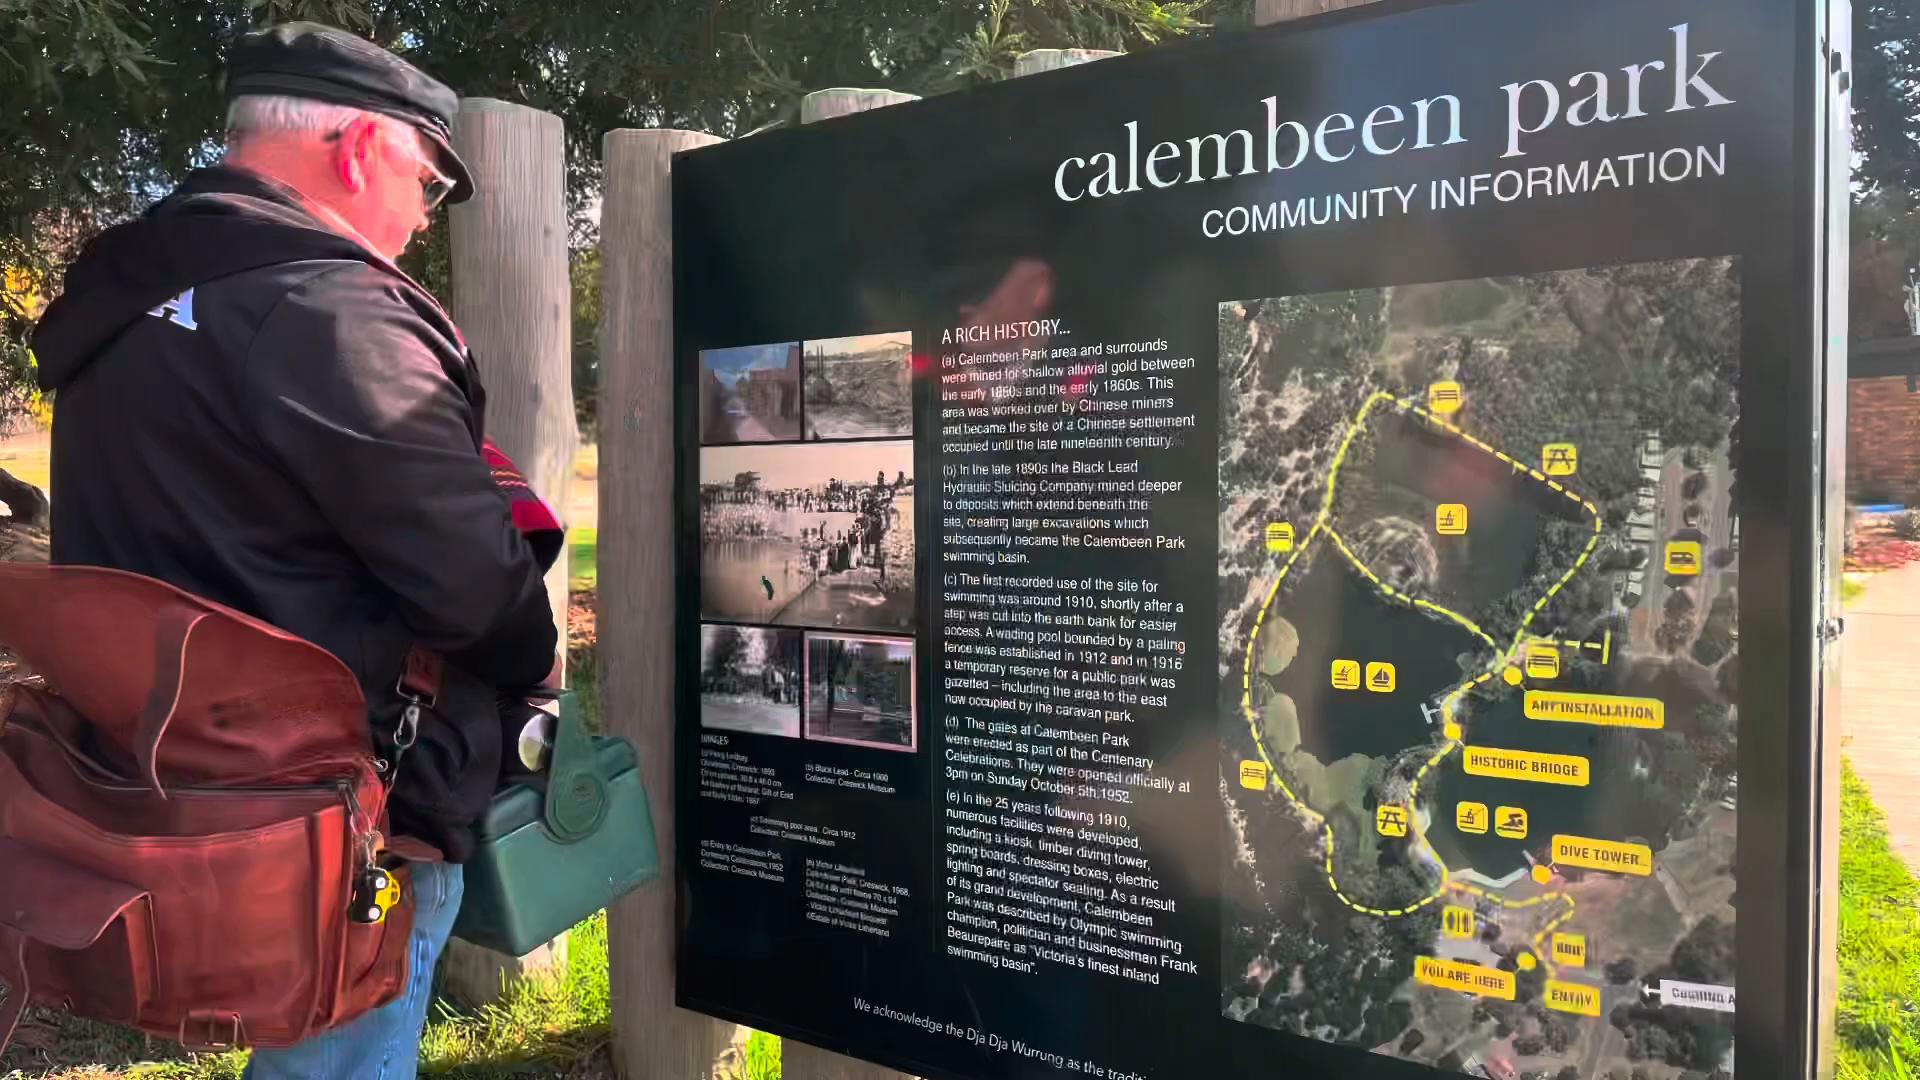 A
calembeen park
COMMUNITY INFORMATION
A RICH HISTORY...
(a) Calembeen Park area and surrounds
were mined for shallow alluvial gold between
the early 1850s and the early 1860s. This
area was worked over by Chinese miners
and became the site of a Chinese settlement
occupied until the late nineteenth century.
(b) In the late 1890s the Black Lead
Hydraulic Sluicing Company mined deeper
to deposits which extend beneath the
site, creating large excavations which
subsequently became the Calembeen Park
swimming basin.
(c) The first recorded use of the site for
swimming was around 1910, shortly after a
step was cut into the earth bank for easier
access. A wading pool bounded by a paling
fence was established in 1912 and in 1916
a temporary reserve for a public park was
gazetted – including the area to the east
now occupied by the caravan park.
(d) The gates at Calembeen Park
were erected as part of the Centenary
Celebrations. They were opened officially at
3pm on Sunday October 5th,1952.
(e) In the 25 years following 1910,
numerous facilities were developed,
including a kiosk, timber diving tower,
spring boards, dressing boxes, electric
lighting and spectator seating. As a result
of its grand development, Calembeen
Park was described by Olympic swimming
champion, politician and businessman Frank
Beaurepaire as "Victoria's finest inland
swimming basin".
IMAGES:
(b) Black Lead - Circa 1900
Collection: Creswick Museum
(c) Swimming pool area. Circa 1912
Collection: Creswick Museum
(d) Entry to Calembeen Park
Centenary Celebrations, 1952
Collection: Creswick Museum
ART INSTALLATION
HISTORIC BRIDGE
DIVE TOWER
YOU ARE HERE
ENTRY
We acknowledge the Dja Dja Wurrung as the traditi